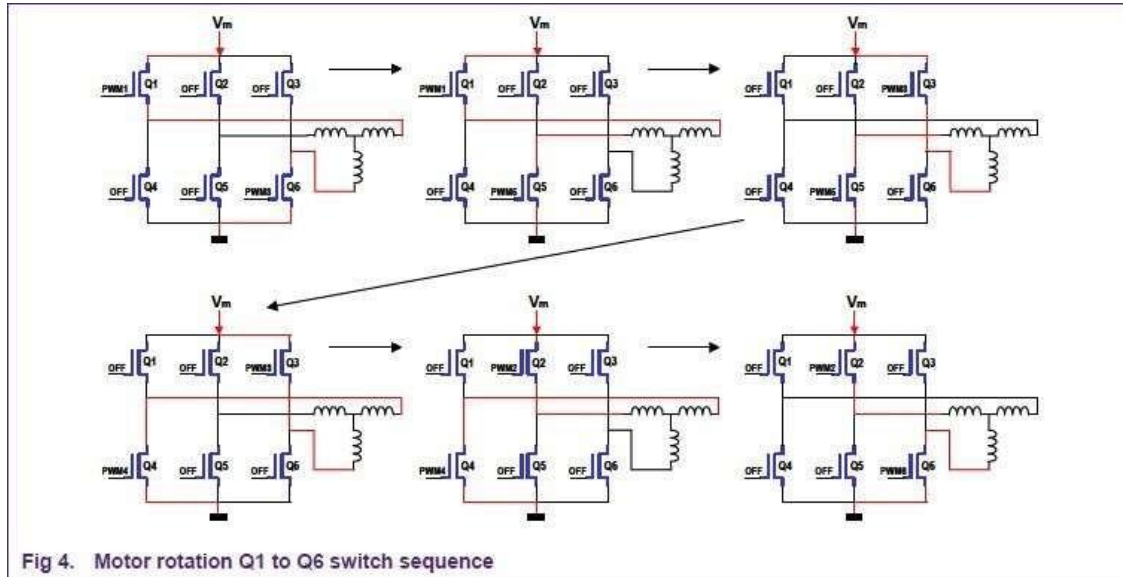 Vm
PWM1 Q1 OFF Q2 OFF Q3
OFF Q4 OFF Q5 Q6
Vm
PWM1 Q1 OFF Q2 OFF Q3
OFF Q4 Q5 OFF Q6
Vm
OFF Q1 OFF Q2 PWM3 Q3
OFF Q4 Q5 OFF Q6
Vm
OFF Q1 OFF Q2 PWM3 Q3
PWM4 Q4 OFF Q5 OFF Q6
Vm
OFF Q1 PWM2 Q2 OFF Q3
PWM4 Q4 OFF Q5 OFF Q6
Vm
OFF Q1 PWM2 Q2 OFF Q3
OFF Q4 OFF Q5 PWM6 Q6
Fig 4. Motor rotation Q1 to Q6 switch sequence